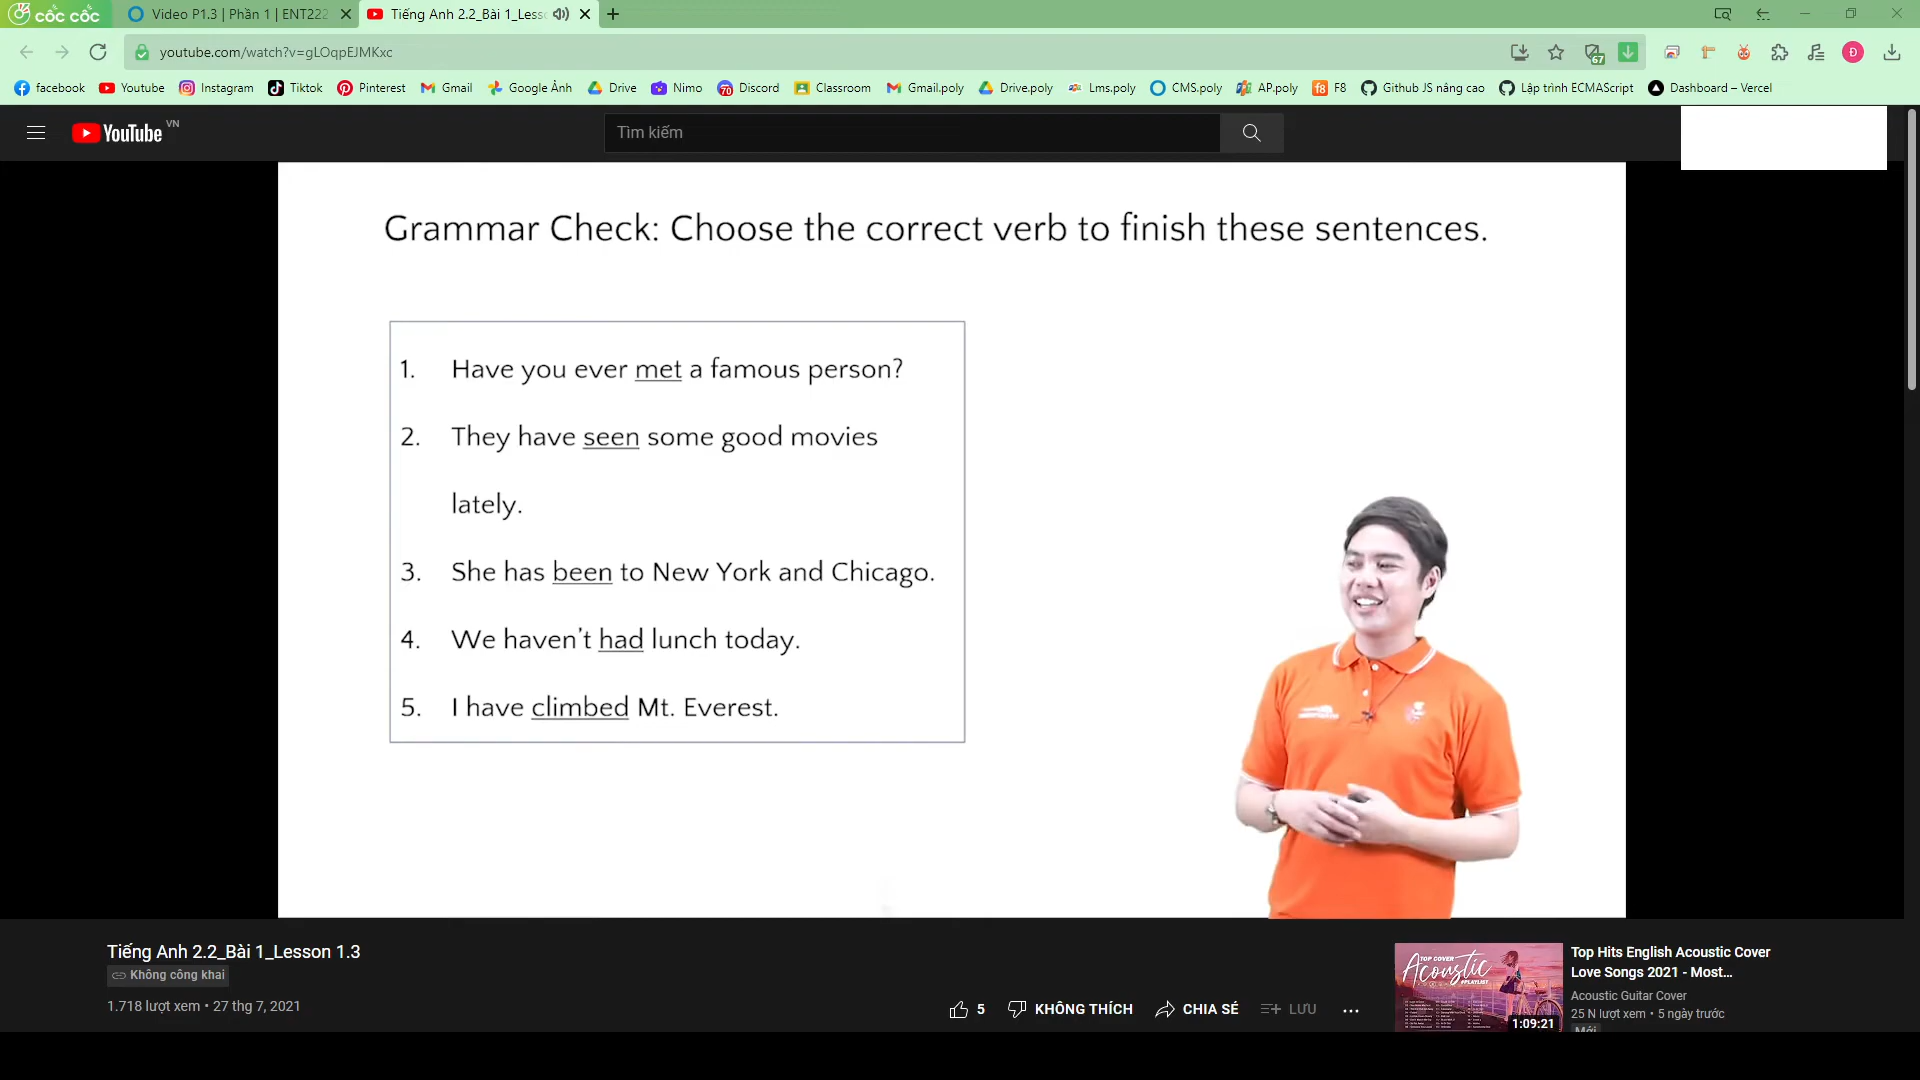 cốc cốc
Video P1.3 | Phần 1 | ENT222
Tiếng Anh 2.2_Bài 1_Less
youtube.com/watch?v=gLOqpEJMKxc
67
Đ
facebook Youtube Instagram Tiktok Pinterest Gmail Google Ảnh Drive Nimo 70 Discord Classroom Gmail.poly Drive.poly Lms.poly CMS.poly AP.poly F8 Github JS nâng cao Lập trình ECMAScript Dashboard – Vercel
YouTube VN
Tìm kiếm
Grammar Check: Choose the correct verb to finish these sentences.
1. Have you ever met a famous person?
2. They have seen some good movies
lately.
3. She has been to New York and Chicago.
4. We haven't had lunch today.
5. I have climbed Mt. Everest.
Tiếng Anh 2.2_Bài 1_Lesson 1.3
Không công khai
1.718 lượt xem • 27 thg 7, 2021
5 KHÔNG THÍCH CHIA SẺ LƯU
TOP COVER
Acoustic
#PLAYLIST
1:09:21
Top Hits English Acoustic Cover
Love Songs 2021 - Most...
Acoustic Guitar Cover
25 N lượt xem • 5 ngày trước
Mới